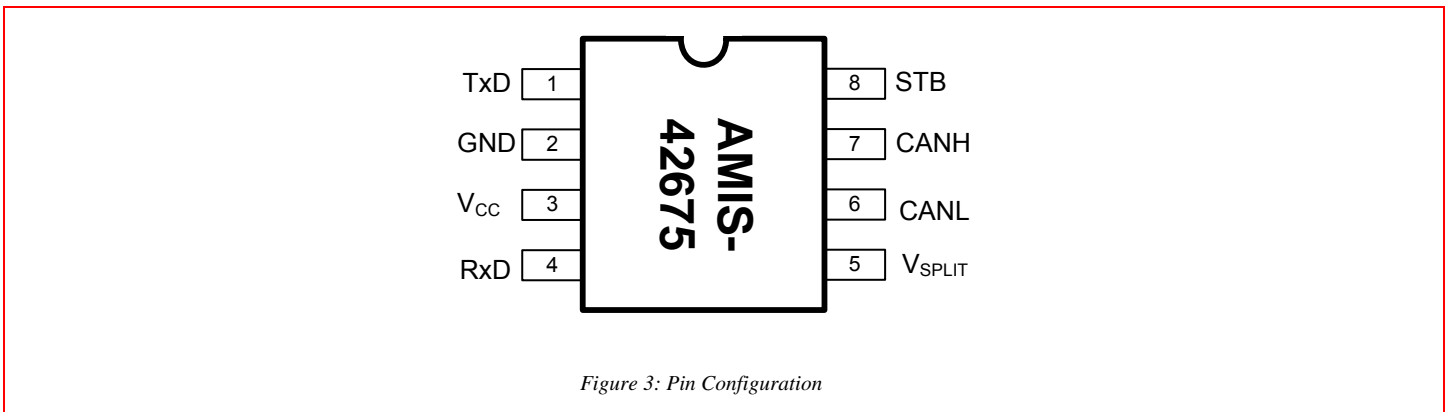 TxD 1
GND 2
VCC 3
RxD 4
AMIS-
42675
8 STB
7 CANH
6 CANL
5 VSPLIT
Figure 3: Pin Configuration